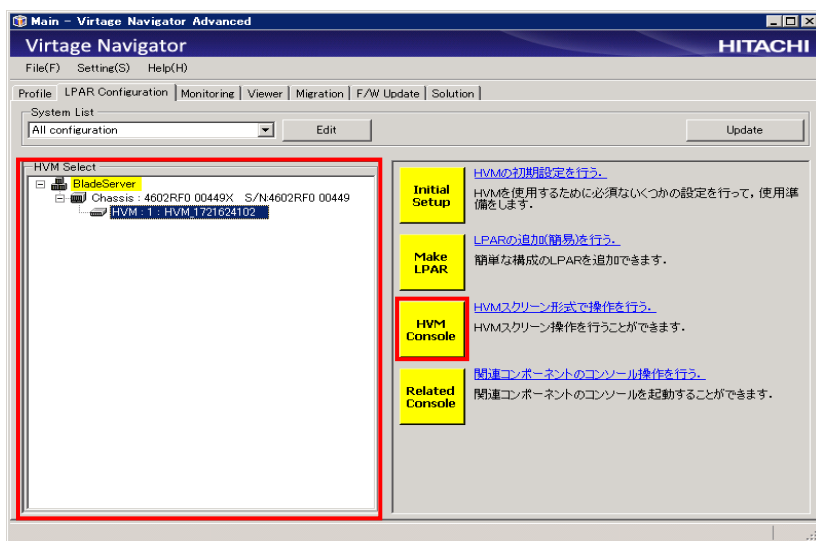 Main - Virtage Navigator Advanced
Virtage Navigator
HITACHI
File(F) Setting(S) Help(H)
Profile LPAR Configuration Monitoring Viewer Migration F/W Update Solution
System List
All configuration
Edit
Update
HVM Select
BladeServer
Chassis : 4602RF0 00449X S/N:4602RF0 00449
HVM : 1 : HVM_1721624102
Initial Setup
HVMの初期設定を行う.
HVMを使用するために必須ないくつかの設定を行って,使用準
備をします.
Make LPAR
LPARの追加(簡易)を行う.
簡単な構成のLPARを追加できます.
HVM Console
HVMスクリーン形式で操作を行う.
HVMスクリーン操作を行うことができます.
Related Console
関連コンポーネントのコンソール操作を行う.
関連コンポーネントのコンソールを起動することができます.